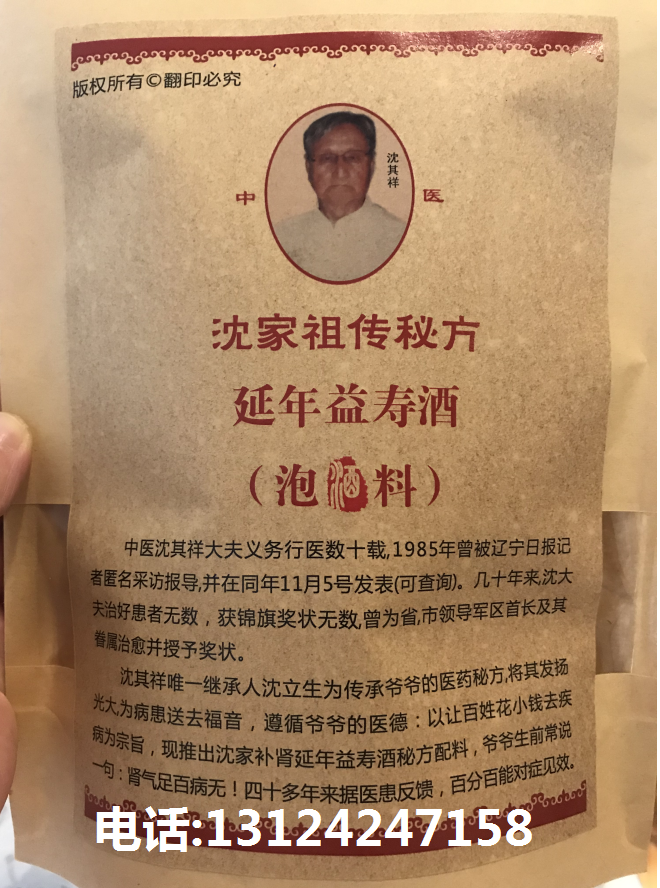 版权所有©翻印必究
沈其祥
中 医
沈家祖传秘方
延年益寿酒
(泡酒料)
中医沈其祥大夫义务行医数十载,1985年曾被辽宁日报记
者匿名采访报导,并在同年11月5号发表(可查询)。几十年来,沈大
夫治好患者无数，获锦旗奖状无数,曾为省,市领导军区首长及其
眷属治愈并授予奖状。
沈其祥唯一继承人沈立生为传承爷爷的医药秘方,将其发扬
光大,为病患送去福音，遵循爷爷的医德：以让百姓花小钱去疾
病为宗旨，现推出沈家补肾延年益寿酒秘方配料，爷爷生前常说
一句：肾气足百病无！四十多年来据医患反馈，百分百能对症见效。
电话:13124247158